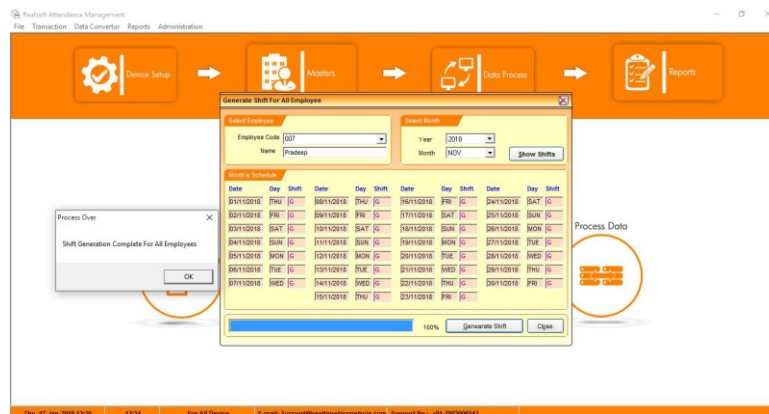 Realsoft Attendance Management
File Transaction Data Convertor Reports Administration
Device Setup Masters Data Process Reports
Generate Shift For All Employee
Select Employee Select Month
Employee Code 007 Year 2018
Name Pradeep Month NOV Show Shifts
Month's Schedule
Date Day Shift Date Day Shift Date Day Shift Date Day Shift
01/11/2018 THU G 08/11/2018 THU G 16/11/2018 FRI G 24/11/2018 SAT G
02/11/2018 FRI G 09/11/2018 FRI G 17/11/2018 SAT G 25/11/2018 SUN G
03/11/2018 SAT G 10/11/2018 SAT G 18/11/2018 SUN G 26/11/2018 MON G
04/11/2018 SUN G 11/11/2018 SUN G 19/11/2018 MON G 27/11/2018 TUE G
05/11/2018 MON G 12/11/2018 MON G 20/11/2018 TUE G 28/11/2018 WED G
06/11/2018 TUE G 13/11/2018 TUE G 21/11/2018 WED G 29/11/2018 THU G
07/11/2018 WED G 14/11/2018 WED G 22/11/2018 THU G 30/11/2018 FRI G
15/11/2018 THU G 23/11/2018 FRI G
100% Genearate Shift Close
Process Over
Shift Generation Complete For All Employees
OK
Process Data
For All Device